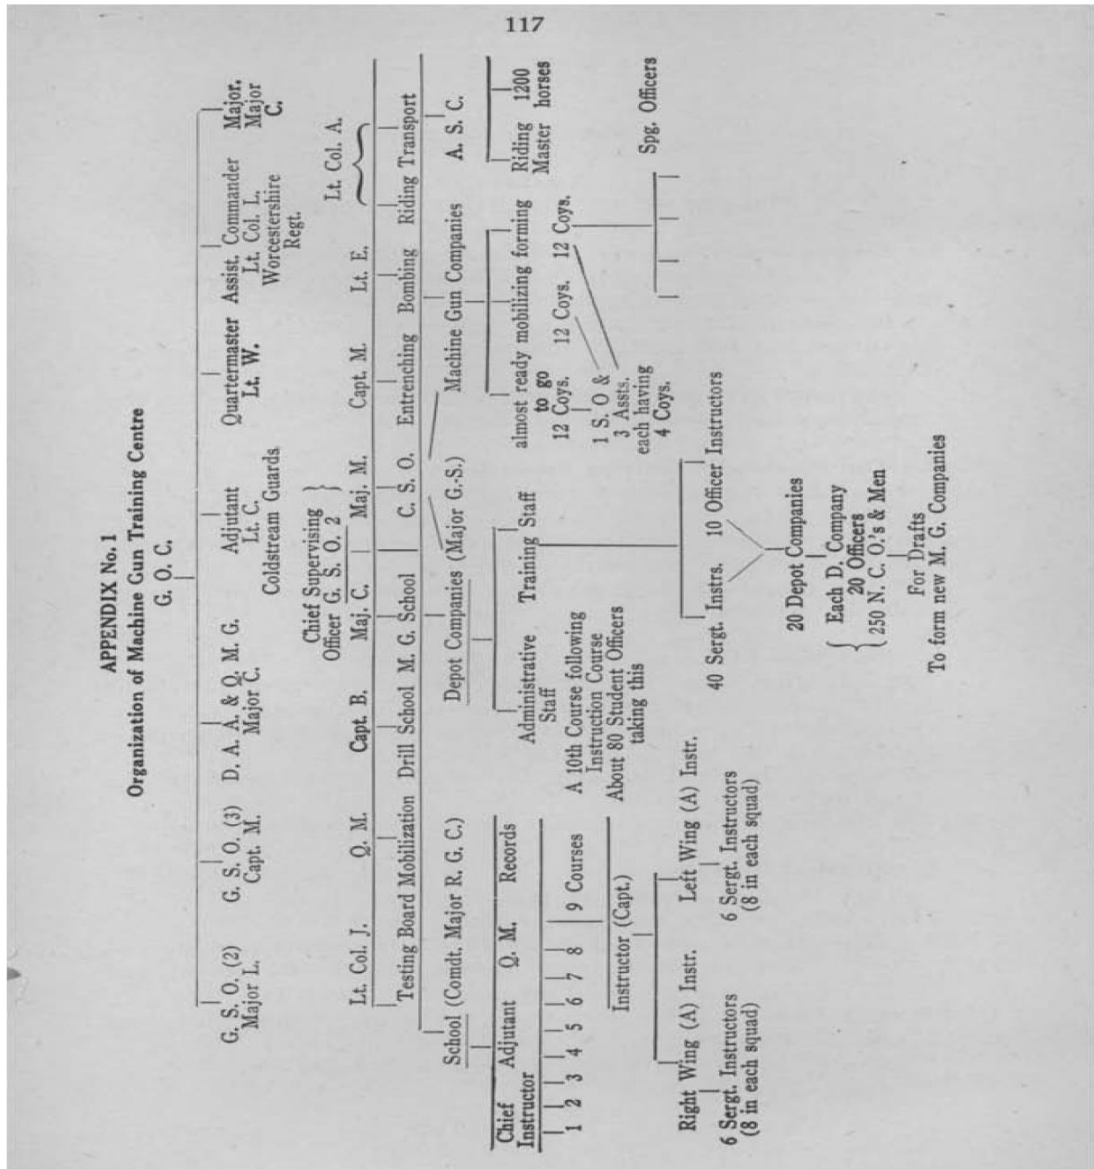 117
APPENDIX No. 1
Organization of Machine Gun Training Centre
G. O. C.
G. S. O. (2) G. S. O. (3) D. A. A. & Q. M. G. Adjutant Quartermaster Assist. Commander Major.
Major L. Capt. M. Major C. Lt. C. Lt. W. Lt. Col. L. Major
Coldstream Guards Worcestershire C.
Regt.
Chief Supervising
Officer G. S. O. 2 }
Lt. Col. A.
Lt. Col. J. Q. M. Capt. B. Maj. C. Maj. M. Capt. M. Lt. E.
Testing Board Mobilization Drill School M. G. School C. S. O. Entrenching Bombing Riding Transport
School (Comdt. Major R. G. C.) Depot Companies (Major G.-S.) Machine Gun Companies A. S. C.
Chief Adjutant Q. M. Records
Instructor
1 2 3 4 5 6 7 8 9 Courses
Instructor (Capt.)
Right Wing (A) Instr. Left Wing (A) Instr.
6 Sergt. Instructors 6 Sergt. Instructors
(8 in each squad) (8 in each squad)
Administrative Training Staff
Staff
A 10th Course following
Instruction Course
About 80 Student Officers
taking this
40 Sergt. Instrs. 10 Officer Instructors
20 Depot Companies
Each D. Company
20 Officers
250 N. C. O.'s & Men
For Drafts
To form new M. G. Companies
almost ready mobilizing forming
to go
12 Coys. 12 Coys. 12 Coys.
1 S. O &
3 Assts.
each having
4 Coys.
Spg. Officers
Riding 1200
Master horses